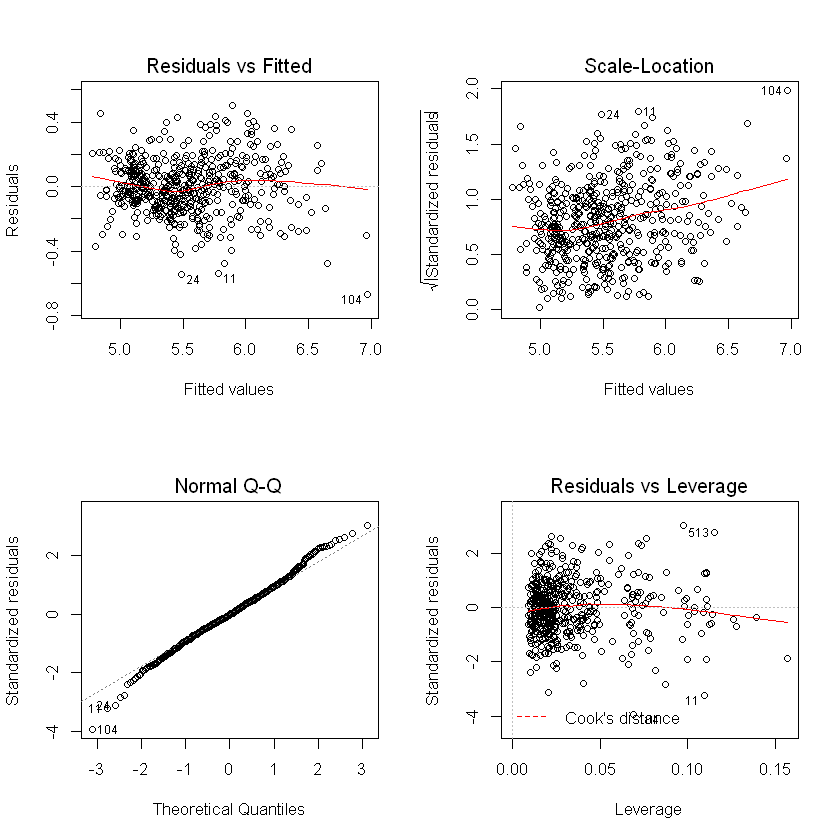 Residuals vs Fitted
Residuals
0.4
0.0
-0.4
-0.8
24
11
104
5.0 5.5 6.0 6.5 7.0
Fitted values
Scale-Location
√|Standardized residuals|
2.0
1.5
1.0
0.5
0.0
104
24
11
5.0 5.5 6.0 6.5 7.0
Fitted values
Normal Q-Q
Standardized residuals
2
0
-2
-4
24
104
-3 -2 -1 0 1 2 3
Theoretical Quantiles
Residuals vs Leverage
Standardized residuals
2
0
-2
-4
513
11
Cook's distance
0.00 0.05 0.10 0.15
Leverage